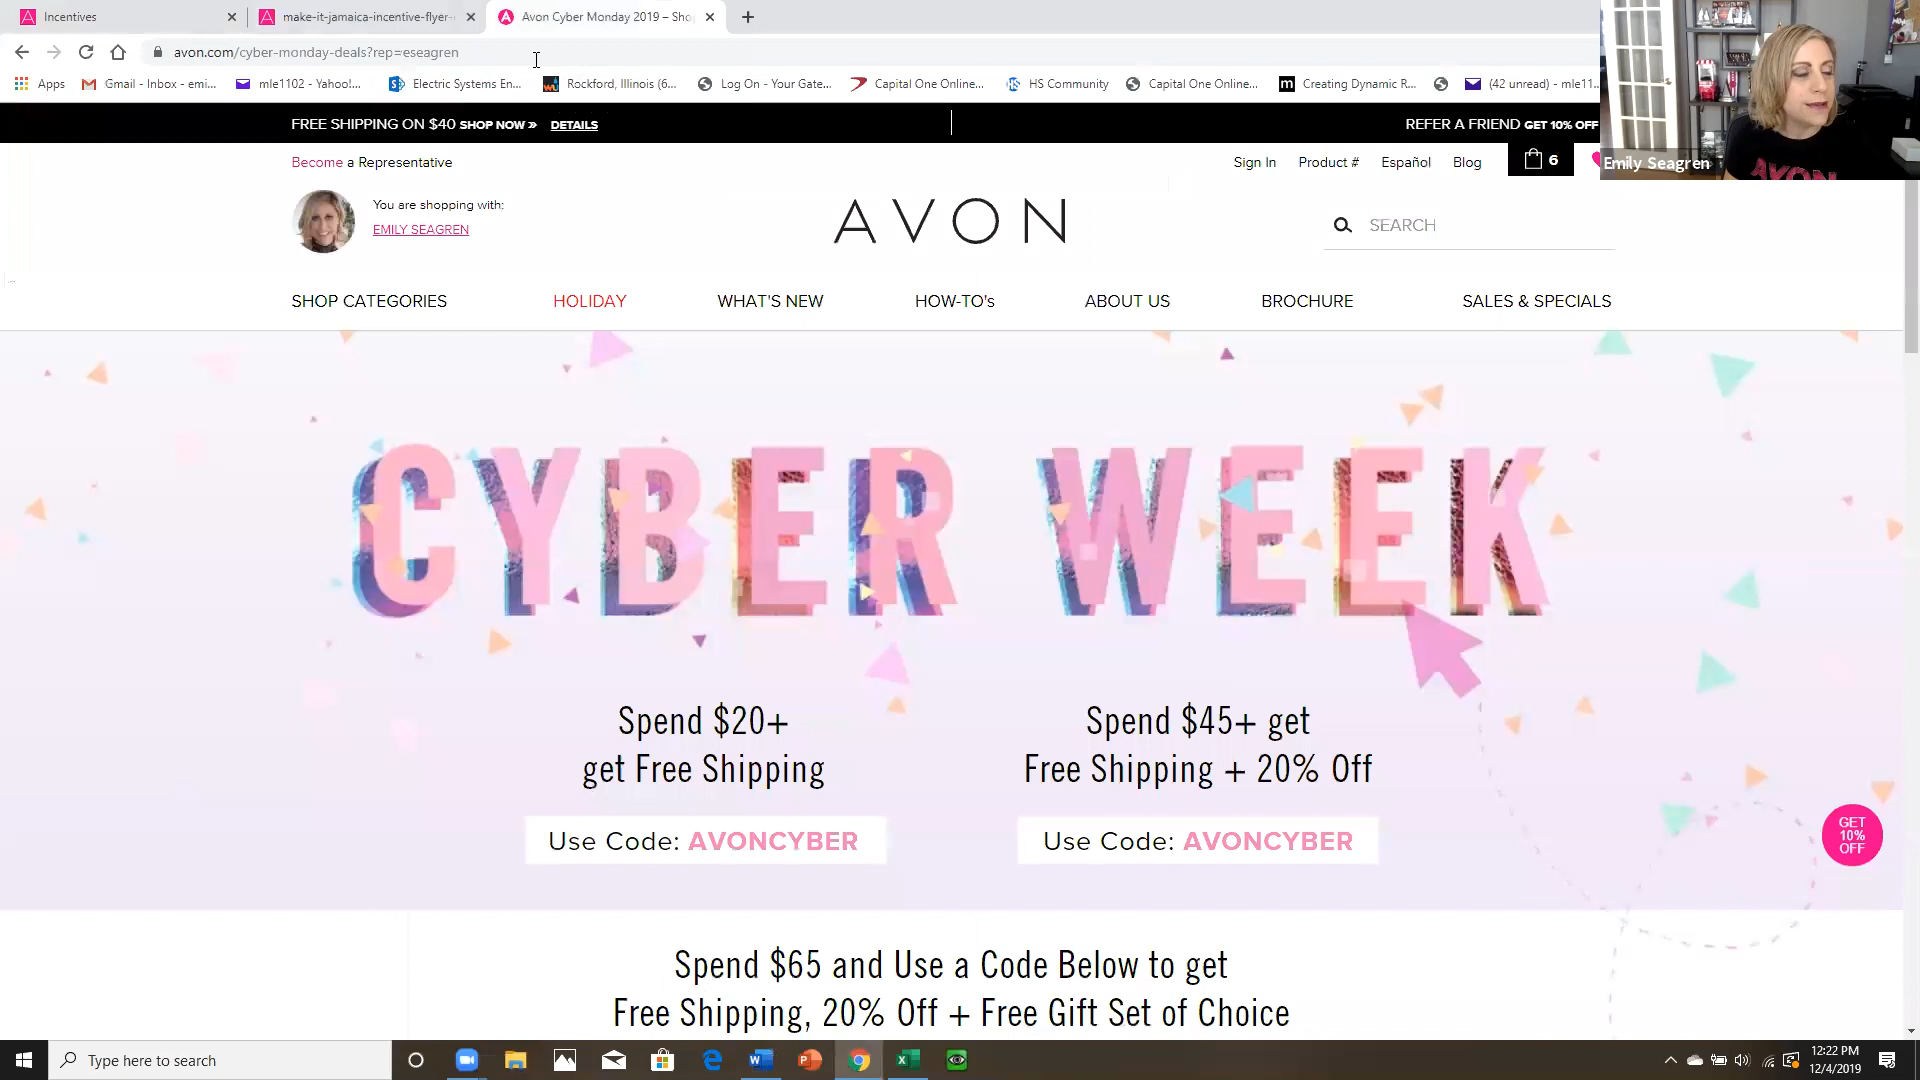 Incentives
make-it-jamaica-incentive-flyer-
Avon Cyber Monday 2019 – Sho
avon.com/cyber-monday-deals?rep=eseagren
Apps
Gmail - Inbox - emi...
mle1102 - Yahoo!...
Electric Systems En...
Rockford, Illinois (6...
Log On - Your Gate...
Capital One Online...
HS Community
Capital One Online...
Creating Dynamic R...
(42 unread) - mle11...
FREE SHIPPING ON $40 SHOP NOW » DETAILS
REFER A FRIEND GET 10% OFF
Become a Representative
Sign In
Product #
Español
Blog
6
Emily Seagren
AVON
You are shopping with:
EMILY SEAGREN
AVON
SEARCH
SHOP CATEGORIES
HOLIDAY
WHAT'S NEW
HOW-TO's
ABOUT US
BROCHURE
SALES & SPECIALS
CYBER WEEK
Spend $20+
get Free Shipping
Use Code: AVONCYBER
Spend $45+ get
Free Shipping + 20% Off
Use Code: AVONCYBER
GET
10%
OFF
Spend $65 and Use a Code Below to get
Free Shipping, 20% Off + Free Gift Set of Choice
Type here to search
12:22 PM
12/4/2019